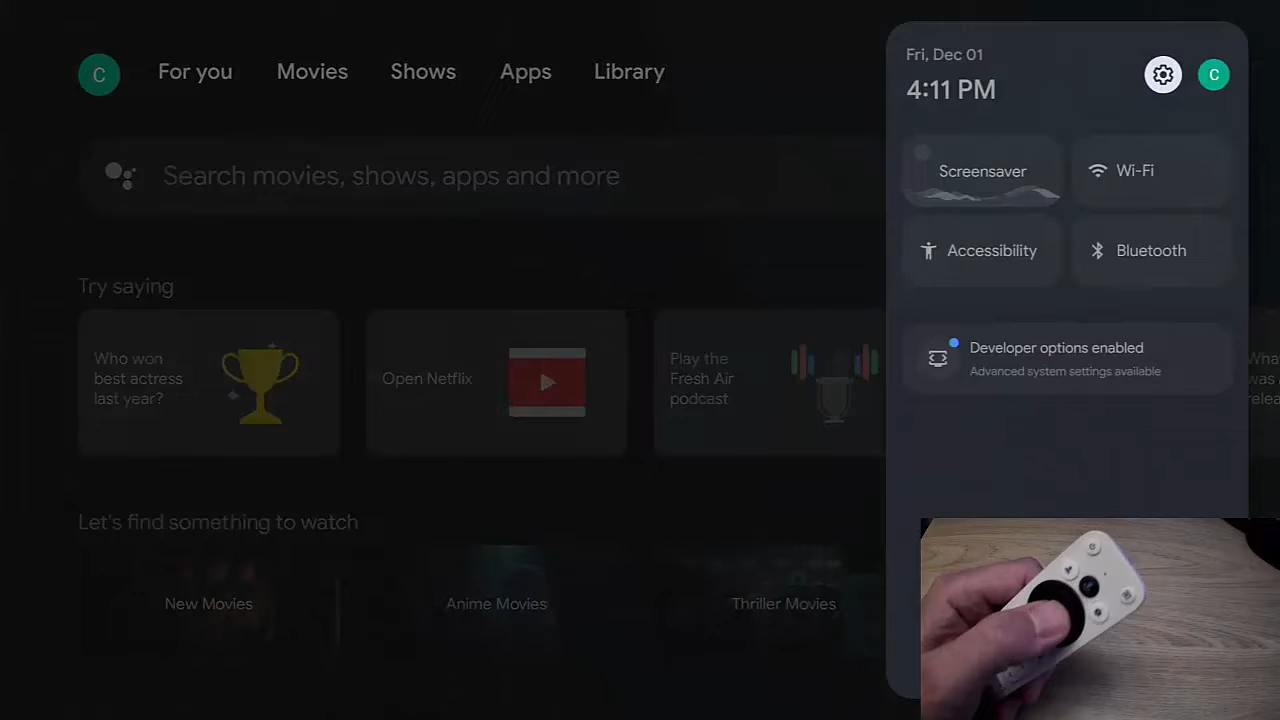 C
For you
Movies
Shows
Apps
Library
Search movies, shows, apps and more
Try saying
Who won
best actress
last year?
Open Netflix
Play the
Fresh Air
podcast
Let's find something to watch
New Movies
Anime Movies
Thriller Movies
Fri, Dec 01
4:11 PM
C
Screensaver
Wi-Fi
Accessibility
Bluetooth
Developer options enabled
Advanced system settings available